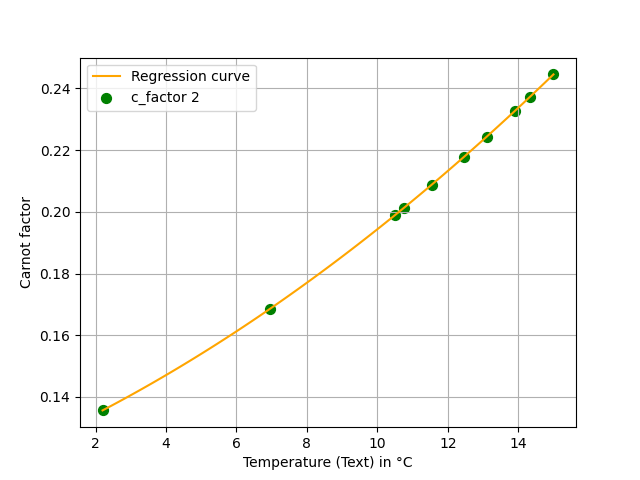 Regression curve
c_factor 2
0.24
0.22
0.20
0.18
0.16
0.14
Carnot factor
2 4 6 8 10 12 14
Temperature (Text) in °C